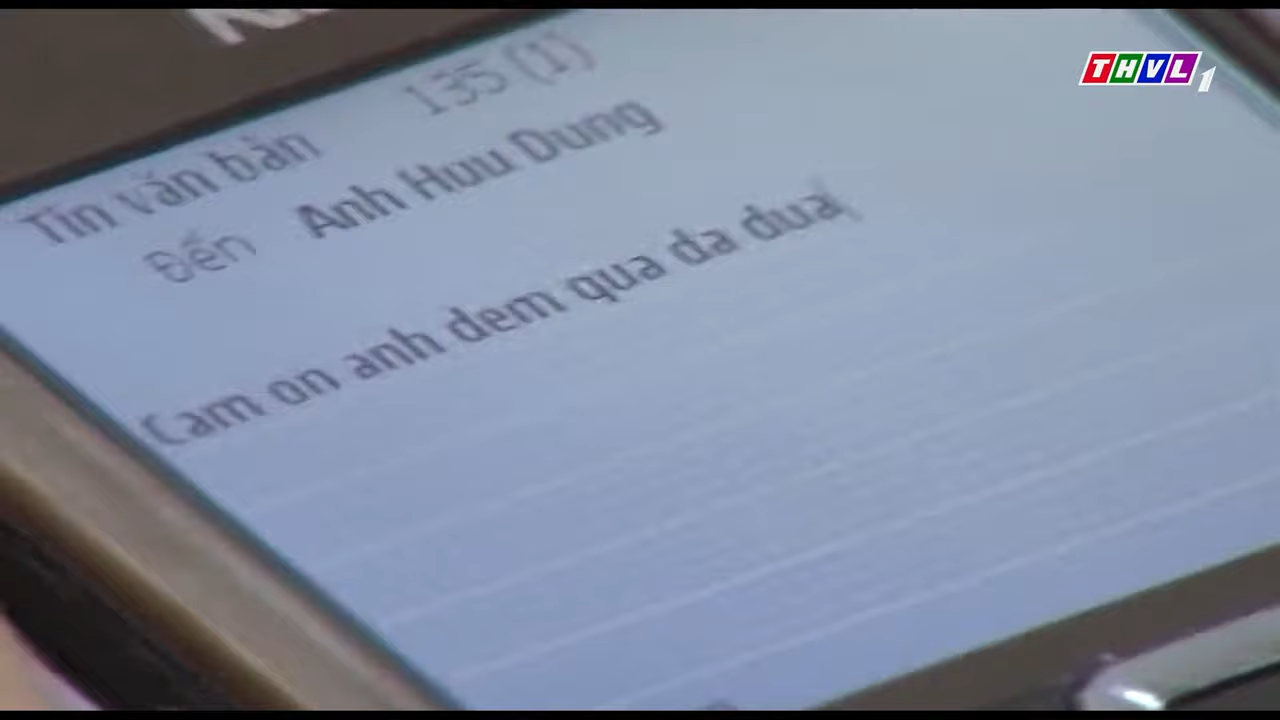 THVL1
Tin văn bản 135 (1)
Đến Anh Huu Dung
Cam on anh dem qua da dua